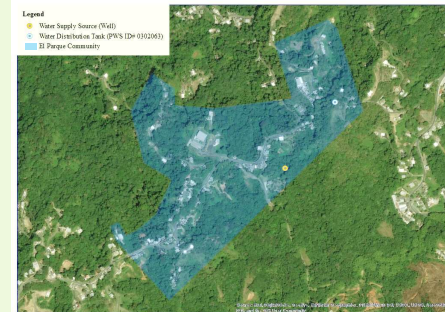 Legend
Water Supply Source (Well)
Water Distribution Tank (PWS ID# 0302063)
El Parque Community